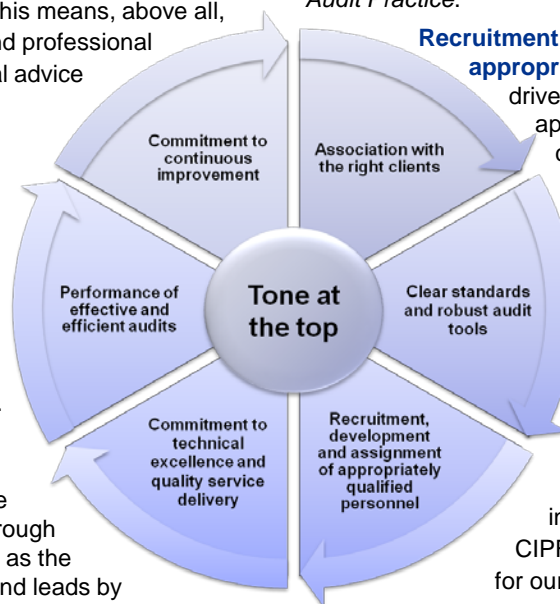 his means, above all,
nd professional
al advice
Audit Practice.
Recruitment
appropri
drive
ap
Commitment to
continuous
improvement
Association with
the right clients
Performance of
effective and
efficient audits
Tone at
the top
Clear standards
and robust audit
tools
Commitment to
technical
excellence and
quality service
delivery
Recruitment,
development
and assignment
of appropriately
qualified
personnel
e
rough
as the
nd leads by
in
CIPF
for our